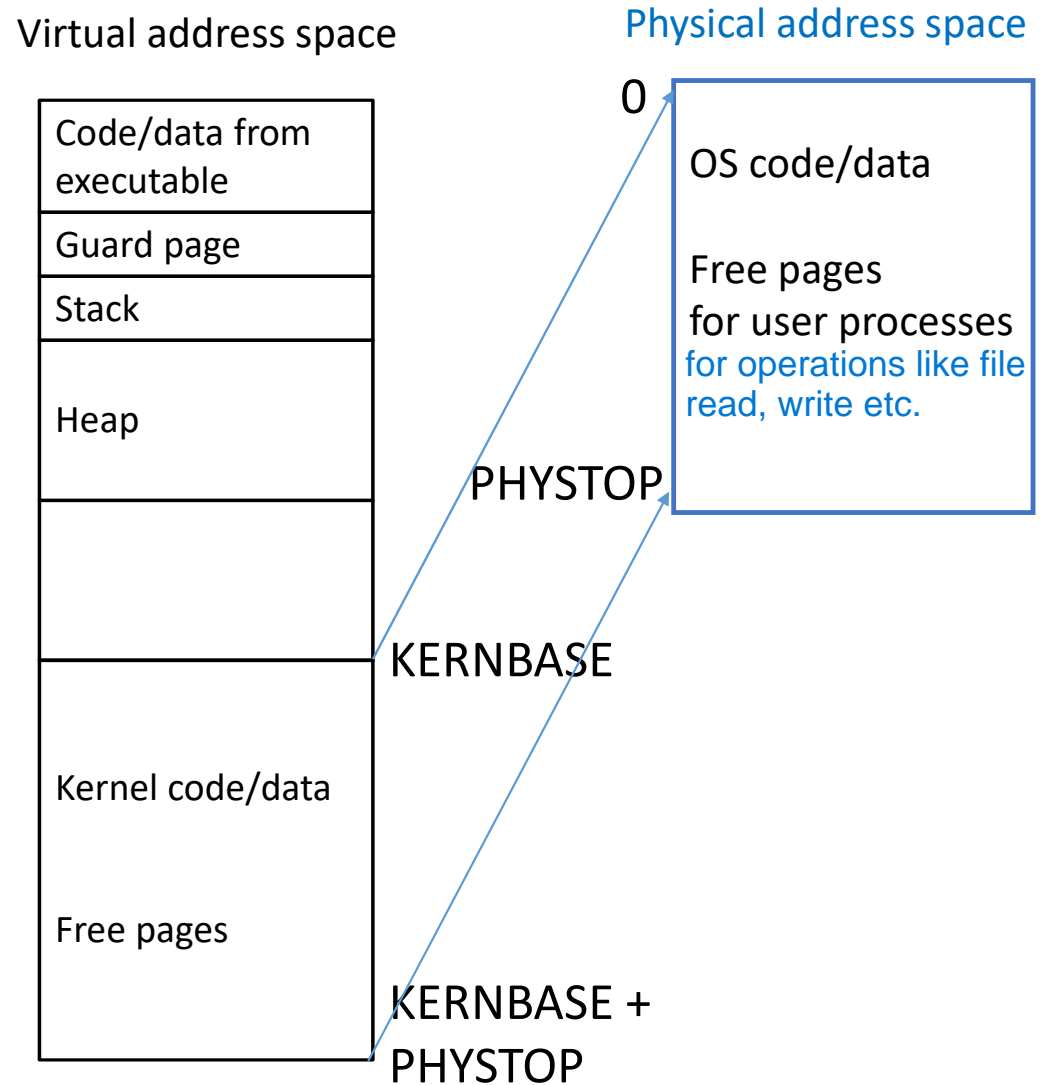 Virtual address space
Code/data from
executable
Guard page
Stack
Heap
KERNBASE
Kernel code/data
Free pages
KERNBASE +
PHYSTOP
Physical address space
0
OS code/data
Free pages
for user processes
for operations like file
read, write etc.
PHYSTOP